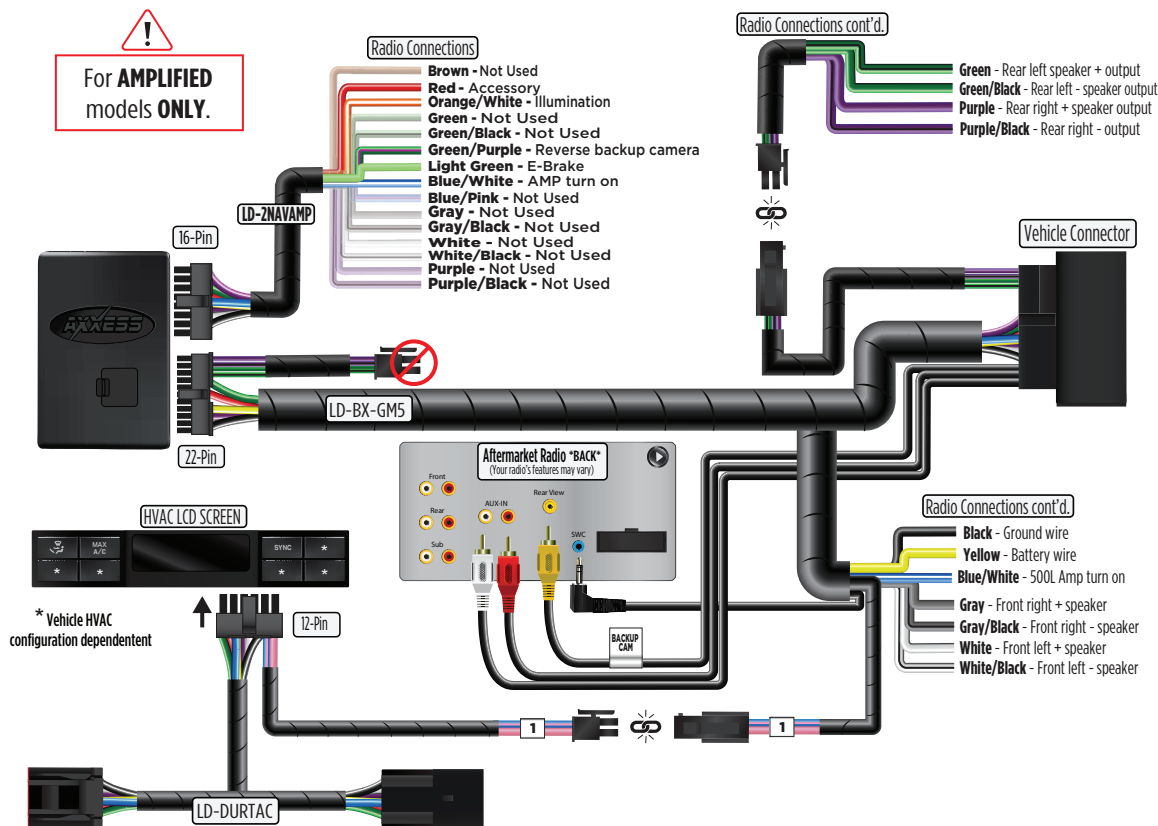 !
For AMPLIFIED
models ONLY.
Radio Connections
Brown - Not Used
Red - Accessory
Orange/White - Illumination
Green - Not Used
Green/Black - Not Used
Green/Purple - Reverse backup camera
Light Green - E-Brake
Blue/White - AMP turn on
Blue/Pink - Not Used
Gray - Not Used
Gray/Black - Not Used
White - Not Used
White/Black - Not Used
Purple - Not Used
Purple/Black - Not Used
Radio Connections cont'd.
Green - Rear left speaker + output
Green/Black - Rear left - speaker output
Purple - Rear right + speaker output
Purple/Black - Rear right - output
LD-2NAVAMP
16-Pin
AXXESS
Vehicle Connector
LD-BX-GM5
22-Pin
Aftermarket Radio *BACK*
(Your radio's features may vary)
Front
Rear
Sub
AUX-IN
Rear View
SWC
BACKUP
CAM
Radio Connections cont'd.
Black - Ground wire
Yellow - Battery wire
Blue/White - 500L Amp turn on
Gray - Front right + speaker
Gray/Black - Front right - speaker
White - Front left + speaker
White/Black - Front left - speaker
HVAC LCD SCREEN
MAX
A/C
SYNC
*
*
*
*
*
* Vehicle HVAC
configuration dependentent
12-Pin
1
1
LD-DURTAC